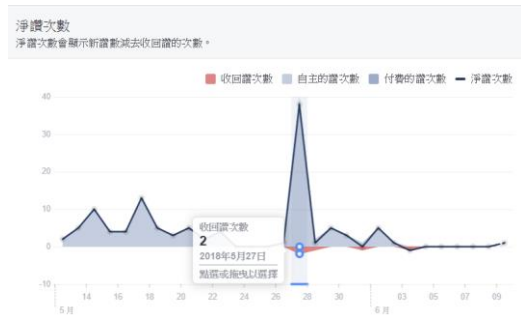 淨讚次數
淨讚次數會顯示新讚數減去收回讚的次數。
收回讚次數 自主的讚次數 付費的讚次數 淨讚次數
40
30
20
10
0
-10
收回讚次數
2
2018年5月27日
點選或拖曳以選擇
14 16 18 20 22 24 26 28 30 03 05 07 09
5月 6月